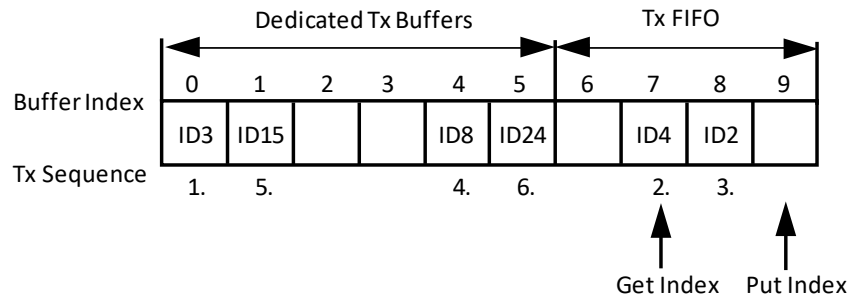 Dedicated Tx Buffers Tx FIFO
0 1 2 3 4 5 6 7 8 9
Buffer Index
ID3 ID15 ID8 ID24 ID4 ID2
Tx Sequence
1. 5. 4. 6. 2. 3.
Get Index Put Index